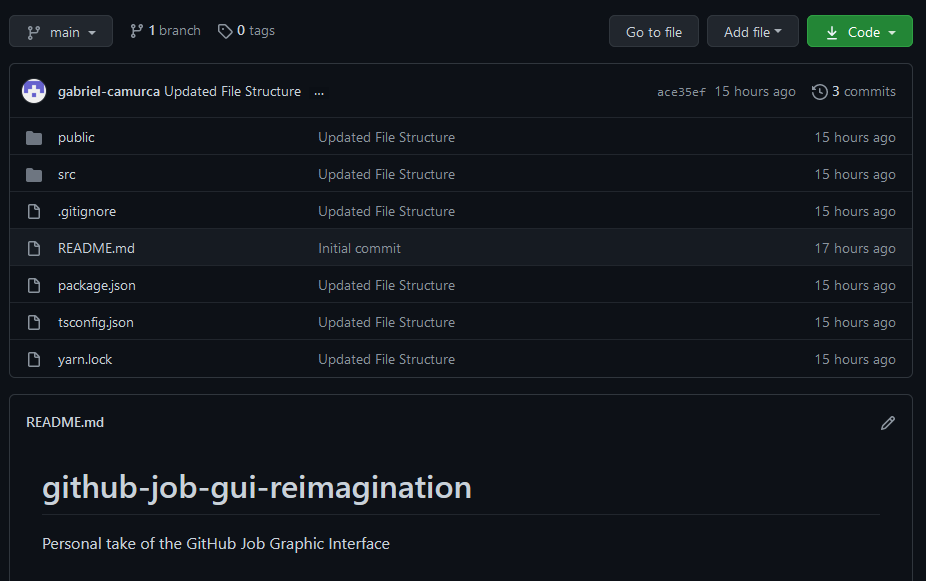 main 1 branch 0 tags Go to file Add file Code
gabriel-camurca Updated File Structure ... ace35ef 15 hours ago 3 commits
public Updated File Structure 15 hours ago
src Updated File Structure 15 hours ago
.gitignore Updated File Structure 15 hours ago
README.md Initial commit 17 hours ago
package.json Updated File Structure 15 hours ago
tsconfig.json Updated File Structure 15 hours ago
yarn.lock Updated File Structure 15 hours ago
README.md
github-job-gui-reimagination
Personal take of the GitHub Job Graphic Interface